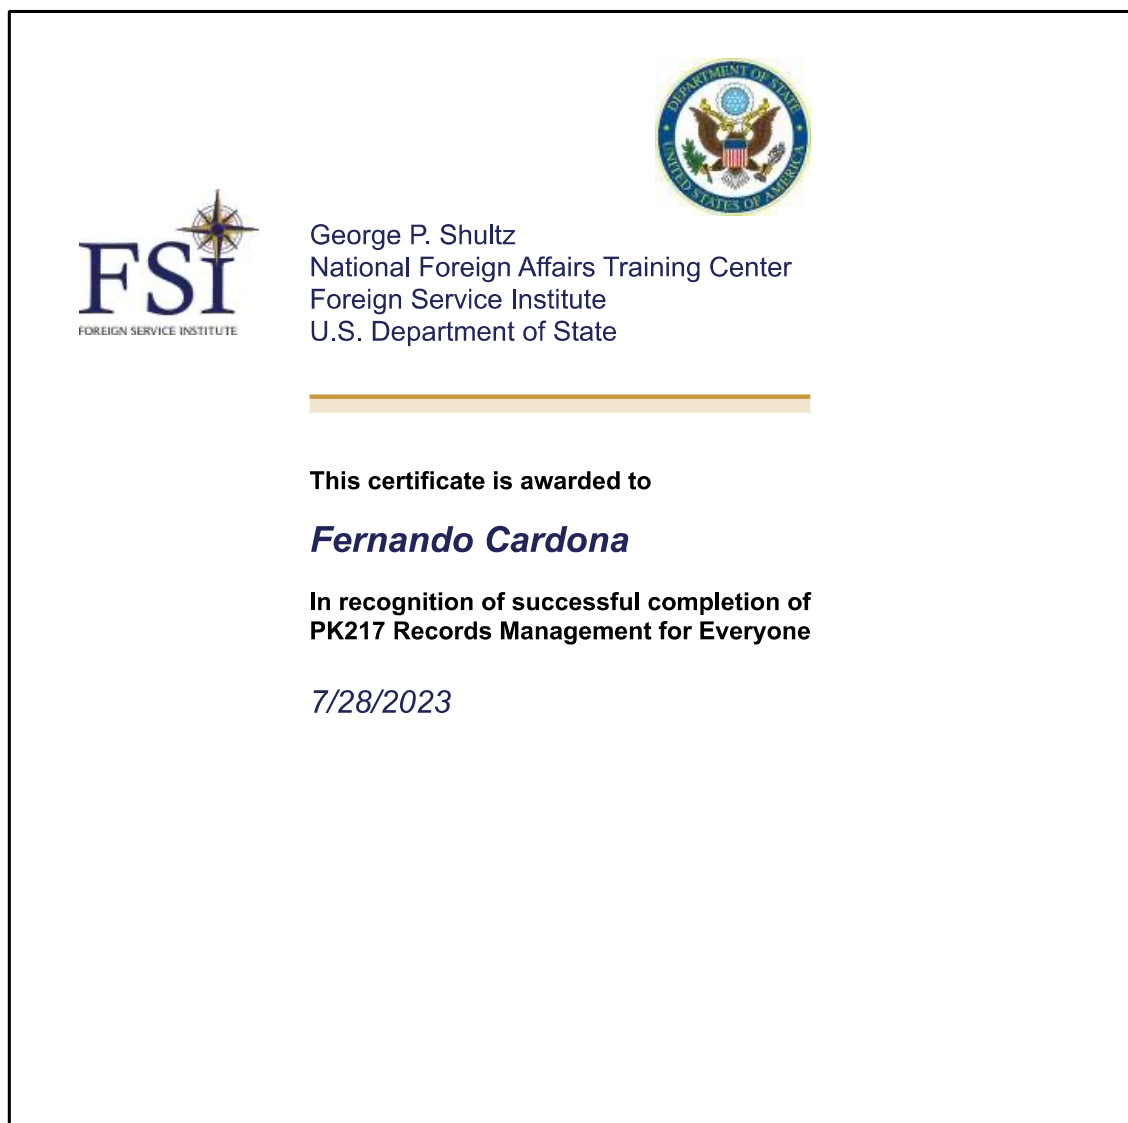 DEPARTMENT OF STATE
UNITED STATES OF AMERICA
FSI
FOREIGN SERVICE INSTITUTE
George P. Shultz
National Foreign Affairs Training Center
Foreign Service Institute
U.S. Department of State
This certificate is awarded to
Fernando Cardona
In recognition of successful completion of
PK217 Records Management for Everyone
7/28/2023